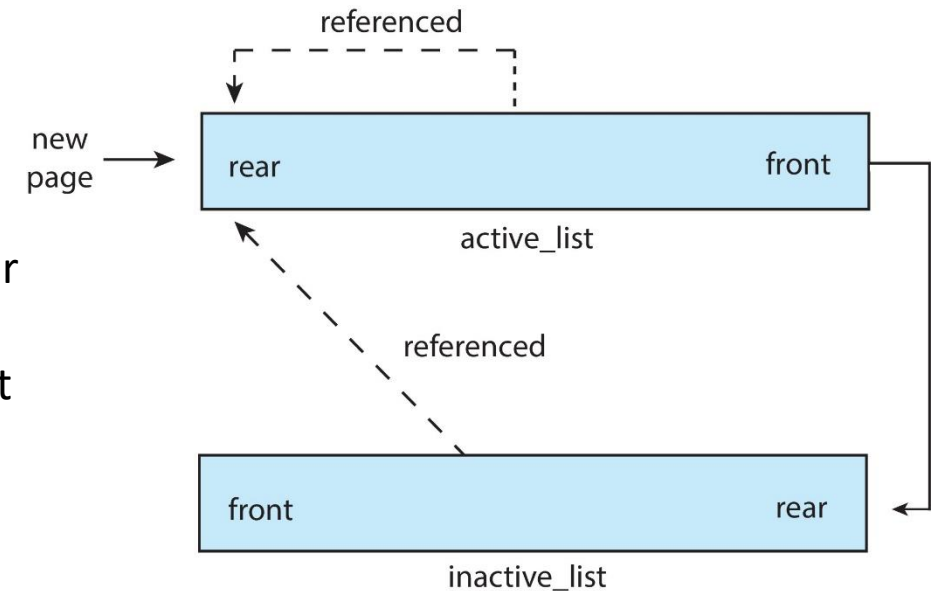 referenced
new
page
rear
front
active_list
r
referenced
t
front
rear
inactive_list